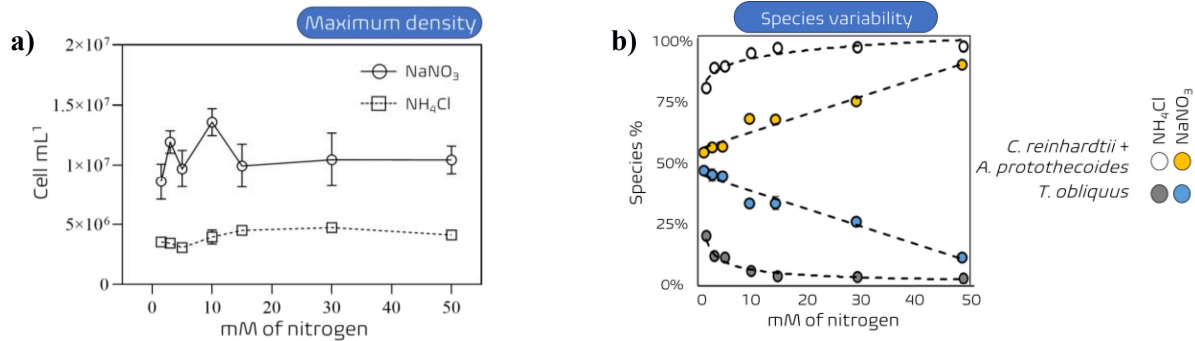 a)
Maximum density
2×10⁷
1.5×10⁷
1×10⁷
5×10⁶
0
Cell mL⁻¹
NaNO₃
NH₄Cl
0 10 20 30 40 50
mM of nitrogen
b)
Species variability
100%
75%
50%
25%
0%
Species %
0 10 20 30 40 50
mM of nitrogen
NH₄Cl
NaNO₃
C. reinhardtii +
A. protothecoides
T. obliquus